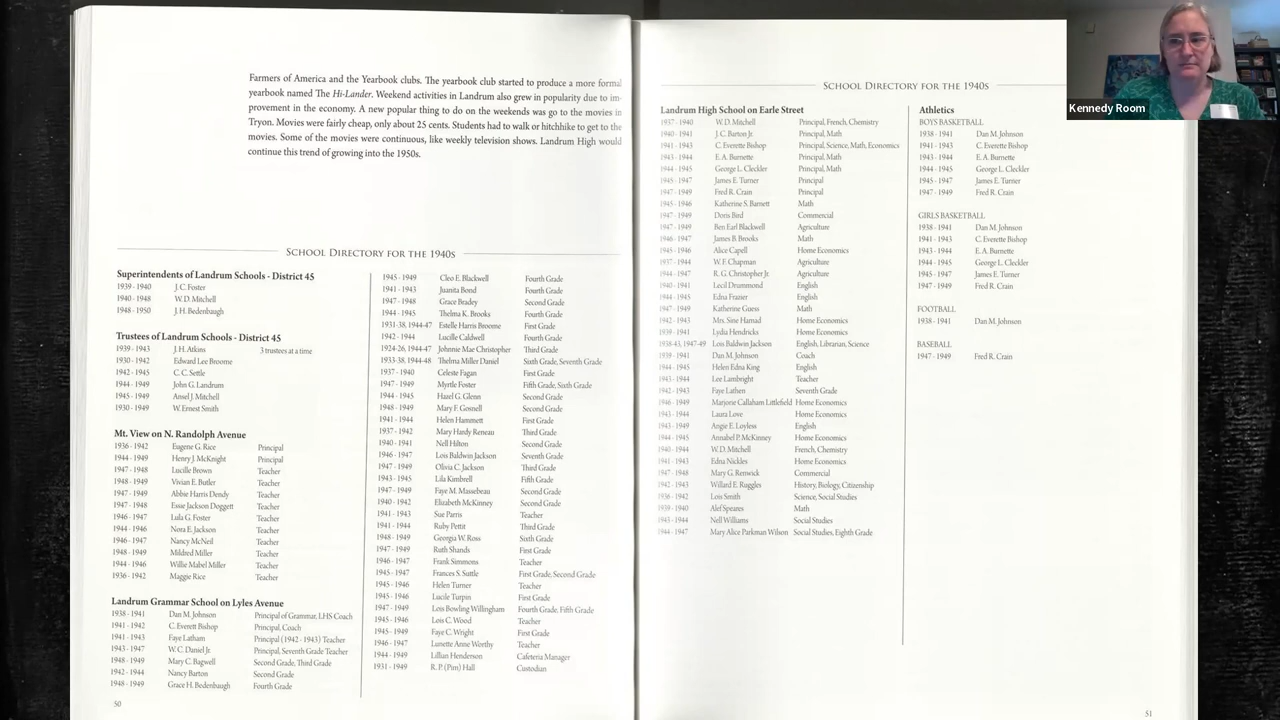 Farmers of America and the Yearbook clubs. The yearbook club started to produce a more formal
yearbook named The Hi-Lander. Weekend activities in Landrum also grew in popularity due to im-
provement in the economy. A new popular thing to do on the weekends was go to the movies in
Tryon. Movies were fairly cheap, only about 25 cents. Students had to walk or hitchhike to get to the
movies. Some of the movies were continuous, like weekly television shows. Landrum High would
continue this trend of growing into the 1950s.
SCHOOL DIRECTORY FOR THE 1940s
Superintendents of Landrum Schools - District 45
1939 - 1940 J. C. Foster
1940 - 1948 W. D. Mitchell
1948 - 1950 J. H. Bedenbaugh
Trustees of Landrum Schools - District 45
1939 - 1943 J. H. Atkins 3 trustees at a time
1930 - 1942 Edward Lee Broome
1942 - 1945 C. C. Settle
1944 - 1949 John G. Landrum
1945 - 1949 Ansel J. Mitchell
1930 - 1949 W. Ernest Smith
Mt. View on N. Randolph Avenue
1936 - 1942 Eugene G. Rice Principal
1944 - 1949 Henry J. McKnight Principal
1947 - 1948 Lucille Brown Teacher
1948 - 1949 Vivian E. Butler Teacher
1947 - 1949 Abbie Harris Dendy Teacher
1947 - 1948 Essie Jackson Doggett Teacher
1946 - 1947 Lula G. Foster Teacher
1944 - 1946 Nora E. Jackson Teacher
1946 - 1947 Nancy McNeil Teacher
1948 - 1949 Mildred Miller Teacher
1944 - 1946 Willie Mabel Miller Teacher
1936 - 1942 Maggie Rice Teacher
Landrum Grammar School on Lyles Avenue
1938 - 1941 Dan M. Johnson Principal of Grammar, LHS Coach
1941 - 1942 C. Everett Bishop Principal, Coach
1941 - 1943 Faye Latham Principal (1942 - 1943) Teacher
1943 - 1947 W. C. Daniel Jr. Principal, Seventh Grade Teacher
1948 - 1949 Mary C. Bagwell Second Grade, Third Grade
1942 - 1944 Nancy Barton Second Grade
1948 - 1949 Grace H. Bedenbaugh Fourth Grade
1945 - 1949 Cleo E. Blackwell Fourth Grade
1941 - 1943 Juanita Bond Fourth Grade
1947 - 1948 Grace Bradey Second Grade
1944 - 1945 Thelma K. Brooks Fourth Grade
1931-38, 1944-47 Estelle Harris Broome First Grade
1942 - 1944 Lucille Caldwell Fourth Grade
1924-26, 1944-47 Johnnie Mae Christopher Third Grade
1933-38, 1944-48 Thelma Miller Daniel Sixth Grade, Seventh Grade
1937 - 1940 Celeste Fagan First Grade
1947 - 1949 Myrtle Foster Fifth Grade, Sixth Grade
1944 - 1945 Hazel G. Glenn Second Grade
1948 - 1949 Mary F. Gosnell Second Grade
1941 - 1944 Helen Hammett First Grade
1937 - 1942 Mary Hardy Reneau Third Grade
1940 - 1941 Nell Hilton Second Grade
1946 - 1947 Lois Baldwin Jackson Seventh Grade
1947 - 1949 Olivia C. Jackson Third Grade
1943 - 1945 Lila Kimbrell Fifth Grade
1947 - 1949 Faye M. Massebeau Second Grade
1940 - 1942 Elizabeth McKinney Second Grade
1941 - 1943 Sue Parris Teacher
1941 - 1944 Ruby Pettit Third Grade
1948 - 1949 Georgia W. Ross Sixth Grade
1947 - 1949 Ruth Shands First Grade
1946 - 1947 Frank Simmons Teacher
1945 - 1947 Frances S. Suttle First Grade, Second Grade
1945 - 1946 Helen Turner Teacher
1945 - 1946 Lucile Turpin First Grade
1947 - 1949 Lois Bowling Willingham Fourth Grade, Fifth Grade
1945 - 1946 Lois C. Wood Teacher
1945 - 1949 Faye C. Wright First Grade
1946 - 1947 Lunette Anne Worthy Teacher
1944 - 1949 Lillian Henderson Cafeteria Manager
1931 - 1949 R. P. (Pim) Hall Custodian
50
SCHOOL DIRECTORY FOR THE 1940s
Landrum High School on Earle Street
1937 - 1940 W. D. Mitchell Principal, French, Chemistry
1940 - 1941 J. C. Barton Jr. Principal, Math
1941 - 1943 C. Everette Bishop Principal, Science, Math, Economics
1943 - 1944 E. A. Burnette Principal, Math
1944 - 1945 George L. Cleckler Principal, Math
1945 - 1947 James E. Turner Principal
1947 - 1949 Fred R. Crain Principal
1945 - 1946 Katherine S. Barnett Math
1947 - 1949 Doris Bird Commercial
1947 - 1949 Ben Earl Blackwell Agriculture
1946 - 1947 James B. Brooks Math
1945 - 1946 Alice Capell Home Economics
1937 - 1944 W. F. Chapman Agriculture
1944 - 1947 R. G. Christopher Jr. Agriculture
1940 - 1941 Lecil Drummond English
1944 - 1945 Edna Frazier English
1947 - 1949 Katherine Guess Math
1942 - 1943 Mrs. Sine Hamad Home Economics
1939 - 1941 Lydia Hendricks Home Economics
1938-43, 1947-49 Lois Baldwin Jackson English, Librarian, Science
1939 - 1941 Dan M. Johnson Coach
1944 - 1945 Helen Edna King English
1943 - 1944 Lee Lambright Teacher
1942 - 1943 Faye Lathen Seventh Grade
1946 - 1949 Marjorie Callaham Littlefield Home Economics
1943 - 1944 Laura Love Home Economics
1943 - 1949 Angie E. Loyless English
1944 - 1945 Annabel P. McKinney Home Economics
1940 - 1944 W. D. Mitchell French, Chemistry
1941 - 1943 Edna Nickles Home Economics
1947 - 1948 Mary G. Renwick Commercial
1942 - 1943 Willard E. Ruggles History, Biology, Citizenship
1936 - 1942 Lois Smith Science, Social Studies
1939 - 1940 Alef Speares Math
1943 - 1944 Nell Williams Social Studies
1944 - 1947 Mary Alice Parkman Wilson Social Studies, Eighth Grade
Athletics
BOYS BASKETBALL
1938 - 1941 Dan M. Johnson
1941 - 1943 C. Everette Bishop
1943 - 1944 E. A. Burnette
1944 - 1945 George L. Cleckler
1945 - 1947 James E. Turner
1947 - 1949 Fred R. Crain
GIRLS BASKETBALL
1938 - 1941 Dan M. Johnson
1941 - 1943 C. Everette Bishop
1943 - 1944 E. A. Burnette
1944 - 1945 George L. Cleckler
1945 - 1947 James E. Turner
1947 - 1949 Fred R. Crain
FOOTBALL
1938 - 1941 Dan M. Johnson
BASEBALL
1947 - 1949 Fred R. Crain
51
Kennedy Room